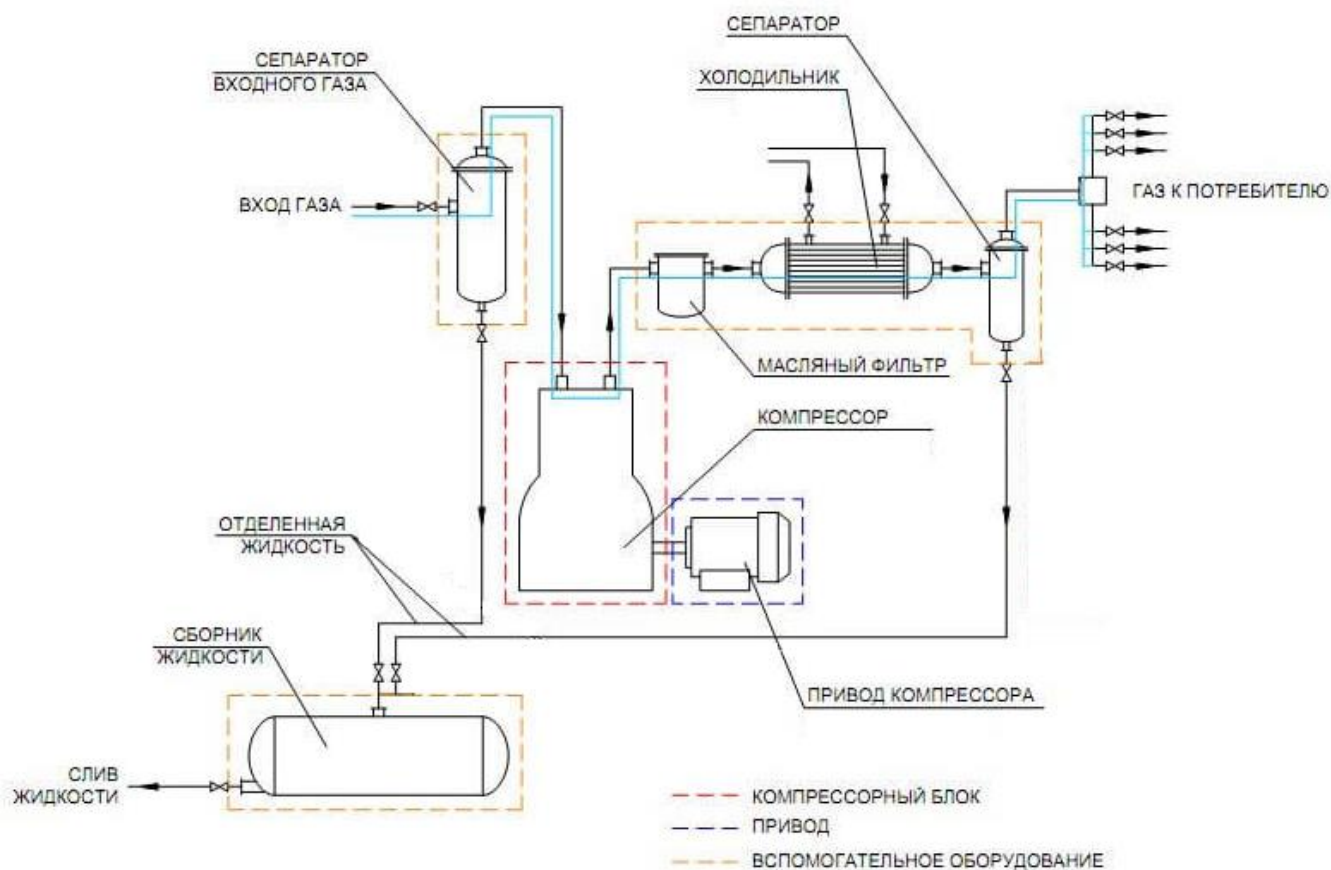 СЕПАРАТОР
СЕПАРАТОР
ВХОДНОГО ГАЗА
ХОЛОДИЛЬНИК
ВХОД ГАЗА
ГАЗ К ПОТРЕБИТЕЛЮ
МАСЛЯНЫЙ ФИЛЬТР
КОМПРЕССОР
ОТДЕЛЕННАЯ
ЖИДКОСТЬ
СБОРНИК
ЖИДКОСТИ
ПРИВОД КОМПРЕССОРА
СЛИВ
ЖИДКОСТИ
КОМПРЕССОРНЫЙ БЛОК
ПРИВОД
ВСПОМОГАТЕЛЬНОЕ ОБОРУДОВАНИЕ